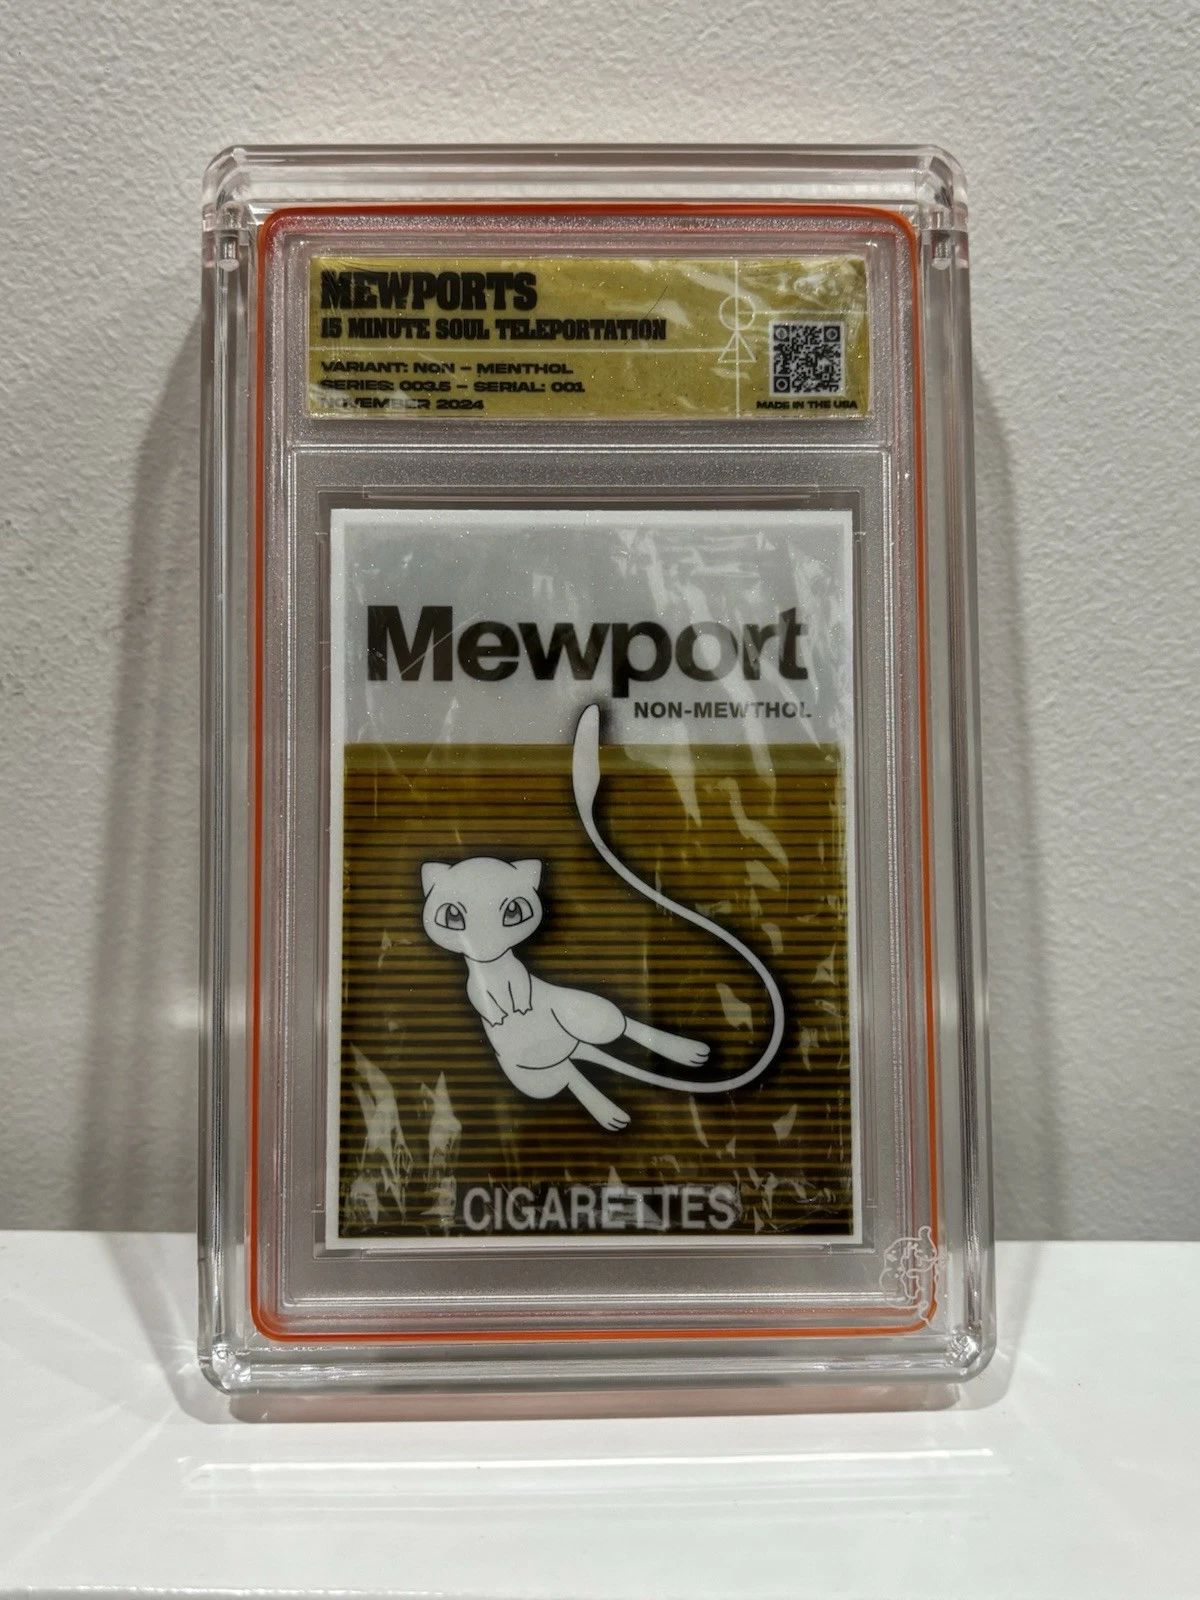 MEWPORTS
15 MINUTE SOUL TELEPORTATION
VARIANT: NON - MENTHOL
SERIES: 003.5 - SERIAL: 001
NOVEMBER 2024
MADE IN THE USA
Mewport
NON-MEWTHOL
CIGARETTES